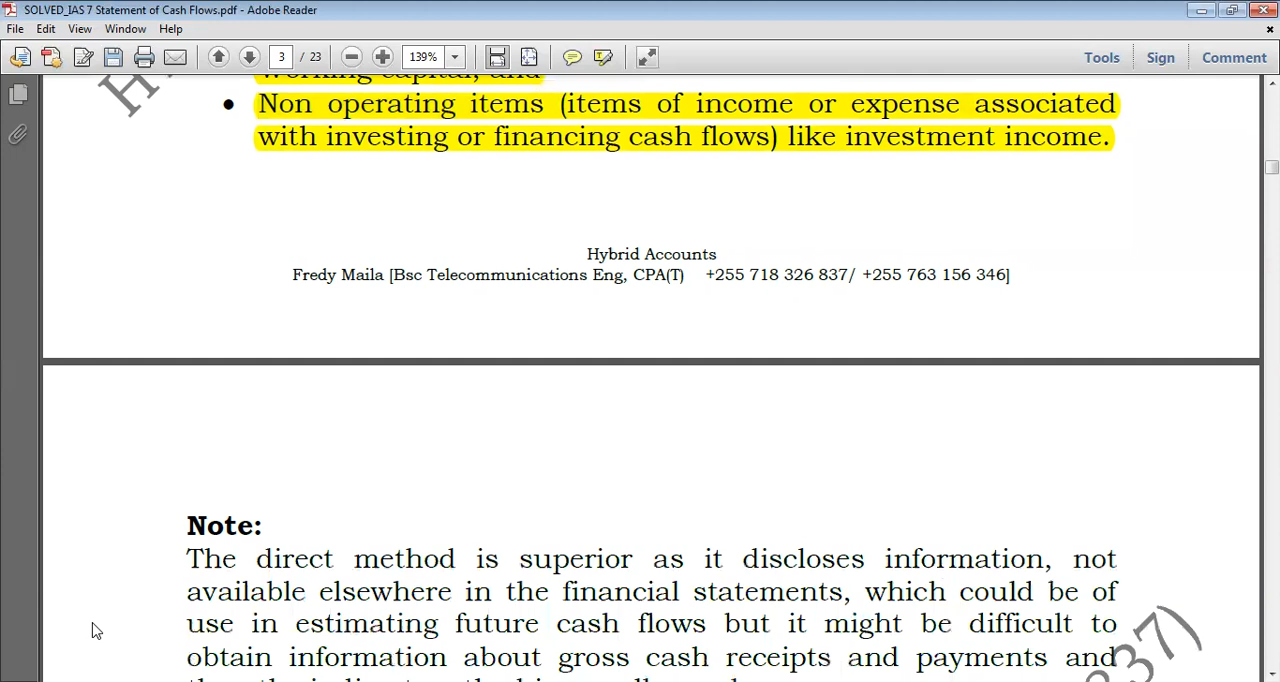 SOLVED_IAS 7 Statement of Cash Flows.pdf - Adobe Reader
File Edit View Window Help
3 / 23 139% Tools Sign Comment
working capital, and
• Non operating items (items of income or expense associated
with investing or financing cash flows) like investment income.
Hybrid Accounts
Fredy Maila [Bsc Telecommunications Eng, CPA(T) +255 718 326 837/ +255 763 156 346]
Note:
The direct method is superior as it discloses information, not
available elsewhere in the financial statements, which could be of
use in estimating future cash flows but it might be difficult to
obtain information about gross cash receipts and payments and